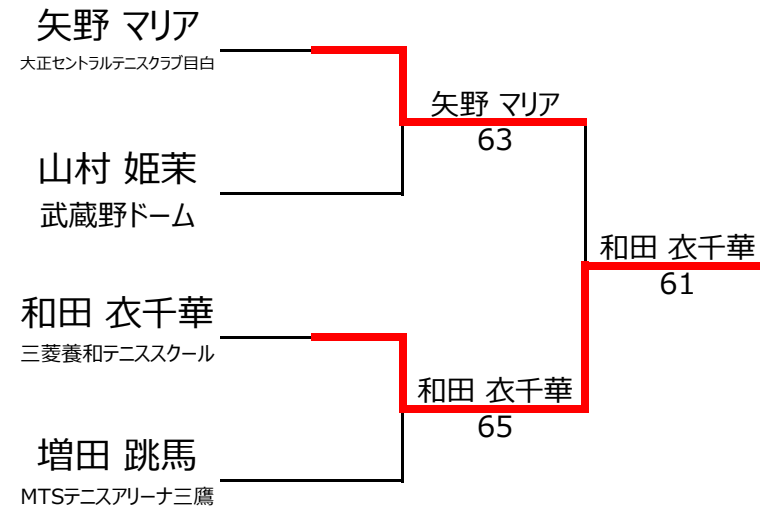 矢野 マリア
大正セントラルテニスクラブ目白
山村 姫茉
武蔵野ドーム
和田 衣千華
三菱養和テニススクール
増田 跳馬
MTSテニスアリーナ三鷹
矢野 マリア
63
和田 衣千華
65
和田 衣千華
61